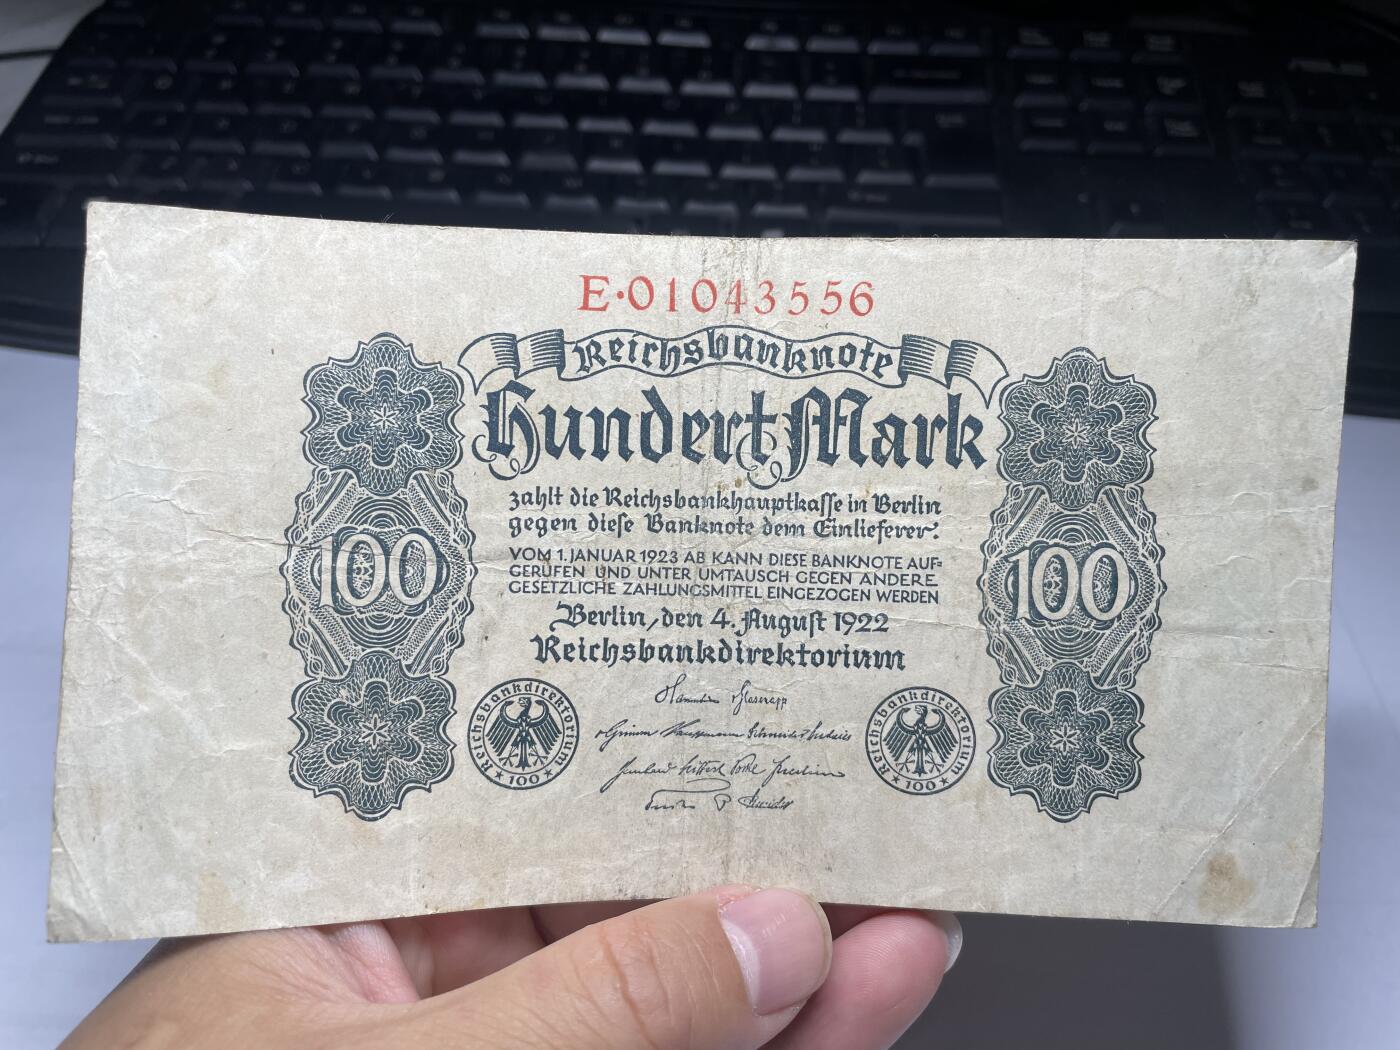 E·01043556
Reichsbanknote
Hundert Mark
zahlt die Reichsbankhauptkasse in Berlin
gegen diese Banknote dem Einlieferer:
VOM 1. JANUAR 1923 AB KANN DIESE BANKNOTE AUF=
GERUFEN UND UNTER UMTAUSCH GEGEN ANDERE
GESETZLICHE ZAHLUNGSMITTEL EINGEZOGEN WERDEN
Berlin, den 4. August 1922
Reichsbankdirektorium
100
100
Reichsbankdirektorium
★ 100 ★
Reichsbankdirektorium
★ 100 ★